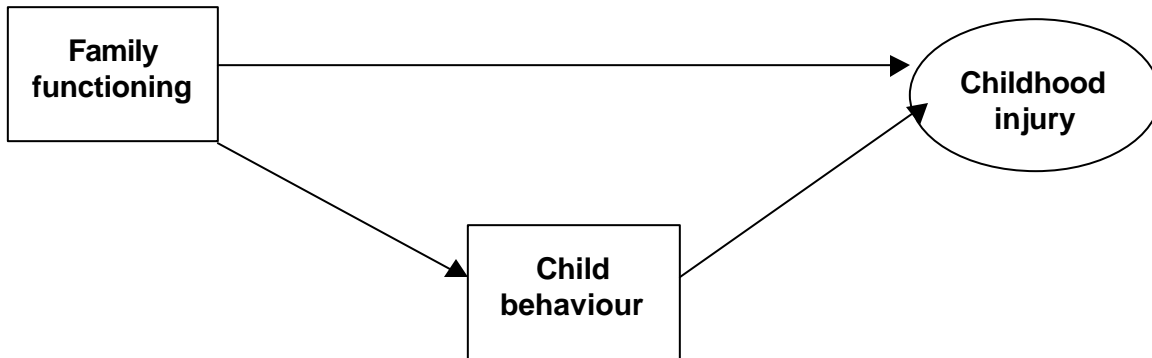 Family
functioning
Childhood
injury
Child
behaviour